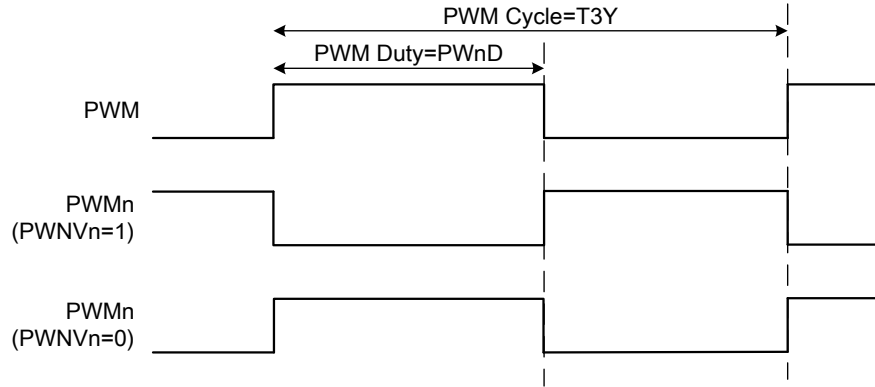 PWM Cycle=T3Y
PWM Duty=PWnD
PWM
PWMn
(PWNVn=1)
PWMn
(PWNVn=0)